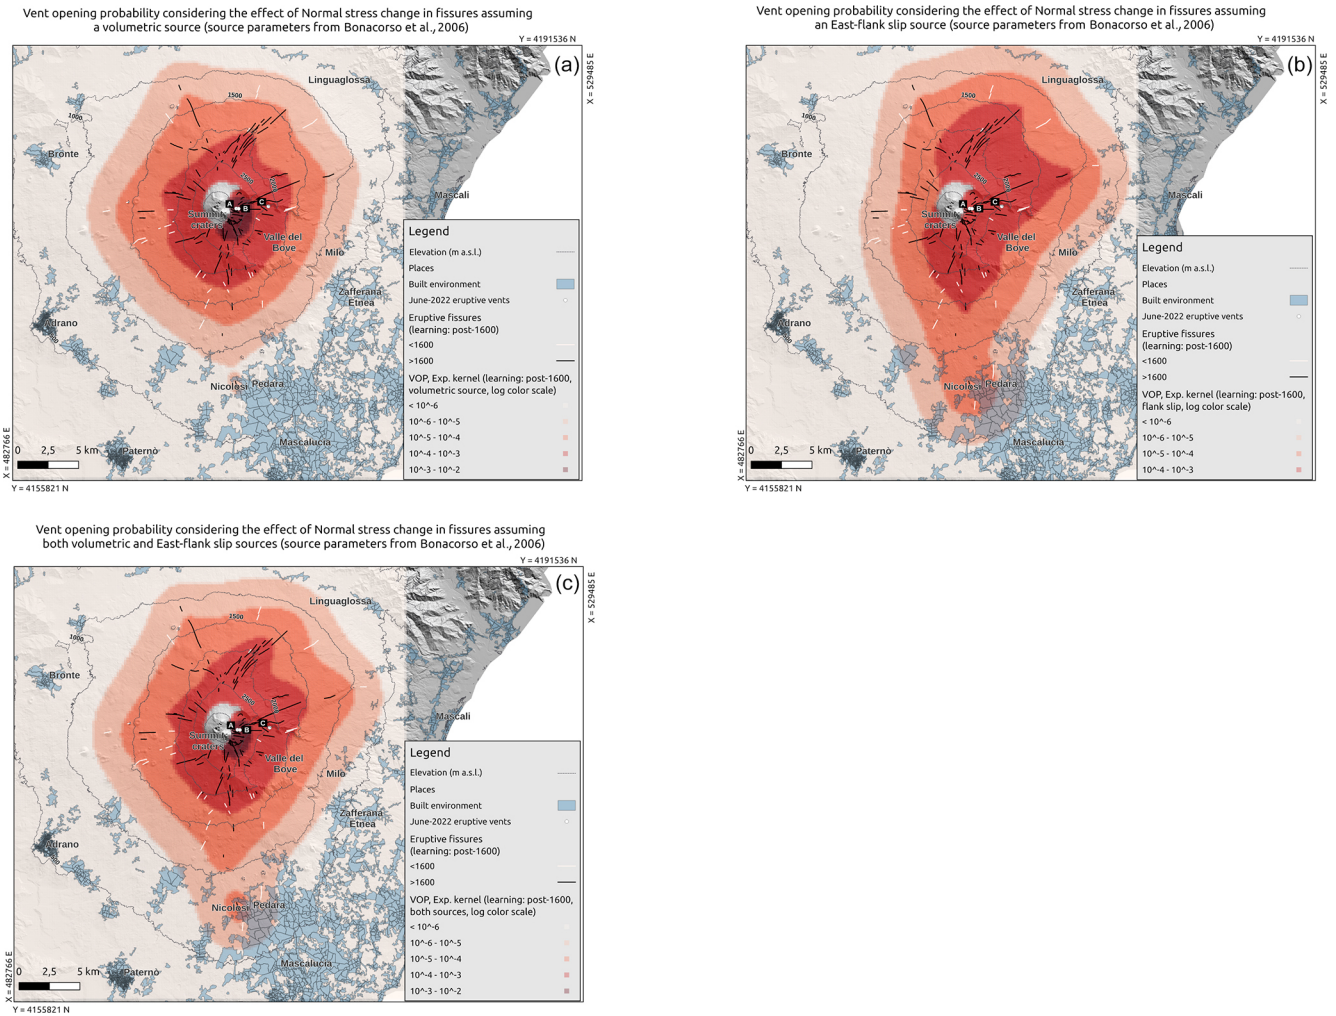 Vent opening probability considering the effect of Normal stress change in fissures assuming
a volumetric source (source parameters from Bonacorso et al., 2006)
Y = 4191536 N
X = 529485 E
(a)
Linguaglossa
1500
1000
Bronte
2500
Mascali
A
B
C
Summit
craters
Valle del
Bove
Milo
Zafferana
Etnea
Adrano
Nicolosi
Pedara
Mascalucia
Paternò
0 2,5 5 km
X = 482766 E
Y = 4155821 N
Legend
Elevation (m a.s.l.)
Places
Built environment
June-2022 eruptive vents
Eruptive fissures
(learning: post-1600)
<1600
>1600
VOP, Exp. kernel (learning: post-1600,
volumetric source, log color scale)
< 10^-6
10^-6 - 10^-5
10^-5 - 10^-4
10^-4 - 10^-3
10^-3 - 10^-2
Vent opening probability considering the effect of Normal stress change in fissures assuming
an East-flank slip source (source parameters from Bonacorso et al., 2006)
Y = 4191536 N
X = 529485 E
(b)
Linguaglossa
1500
1000
Bronte
2500
Mascali
A
B
C
Summit
craters
Valle del
Bove
Milo
Zafferana
Etnea
Adrano
Nicolosi
Pedara
Mascalucia
Paternò
0 2,5 5 km
X = 482766 E
Y = 4155821 N
Legend
Elevation (m a.s.l.)
Places
Built environment
June-2022 eruptive vents
Eruptive fissures
(learning: post-1600)
<1600
>1600
VOP, Exp. kernel (learning: post-1600,
flank slip, log color scale)
< 10^-6
10^-6 - 10^-5
10^-5 - 10^-4
10^-4 - 10^-3
Vent opening probability considering the effect of Normal stress change in fissures assuming
both volumetric and East-flank slip sources (source parameters from Bonacorso et al., 2006)
Y = 4191536 N
X = 529485 E
(c)
Linguaglossa
1500
1000
Bronte
2500
Mascali
A
B
C
Summit
craters
Valle del
Bove
Milo
Zafferana
Etnea
Adrano
Nicolosi
Pedara
Mascalucia
Paternò
0 2,5 5 km
X = 482766 E
Y = 4155821 N
Legend
Elevation (m a.s.l.)
Places
Built environment
June-2022 eruptive vents
Eruptive fissures
(learning: post-1600)
<1600
>1600
VOP, Exp. kernel (learning: post-1600,
both sources, log color scale)
< 10^-6
10^-6 - 10^-5
10^-5 - 10^-4
10^-4 - 10^-3
10^-3 - 10^-2